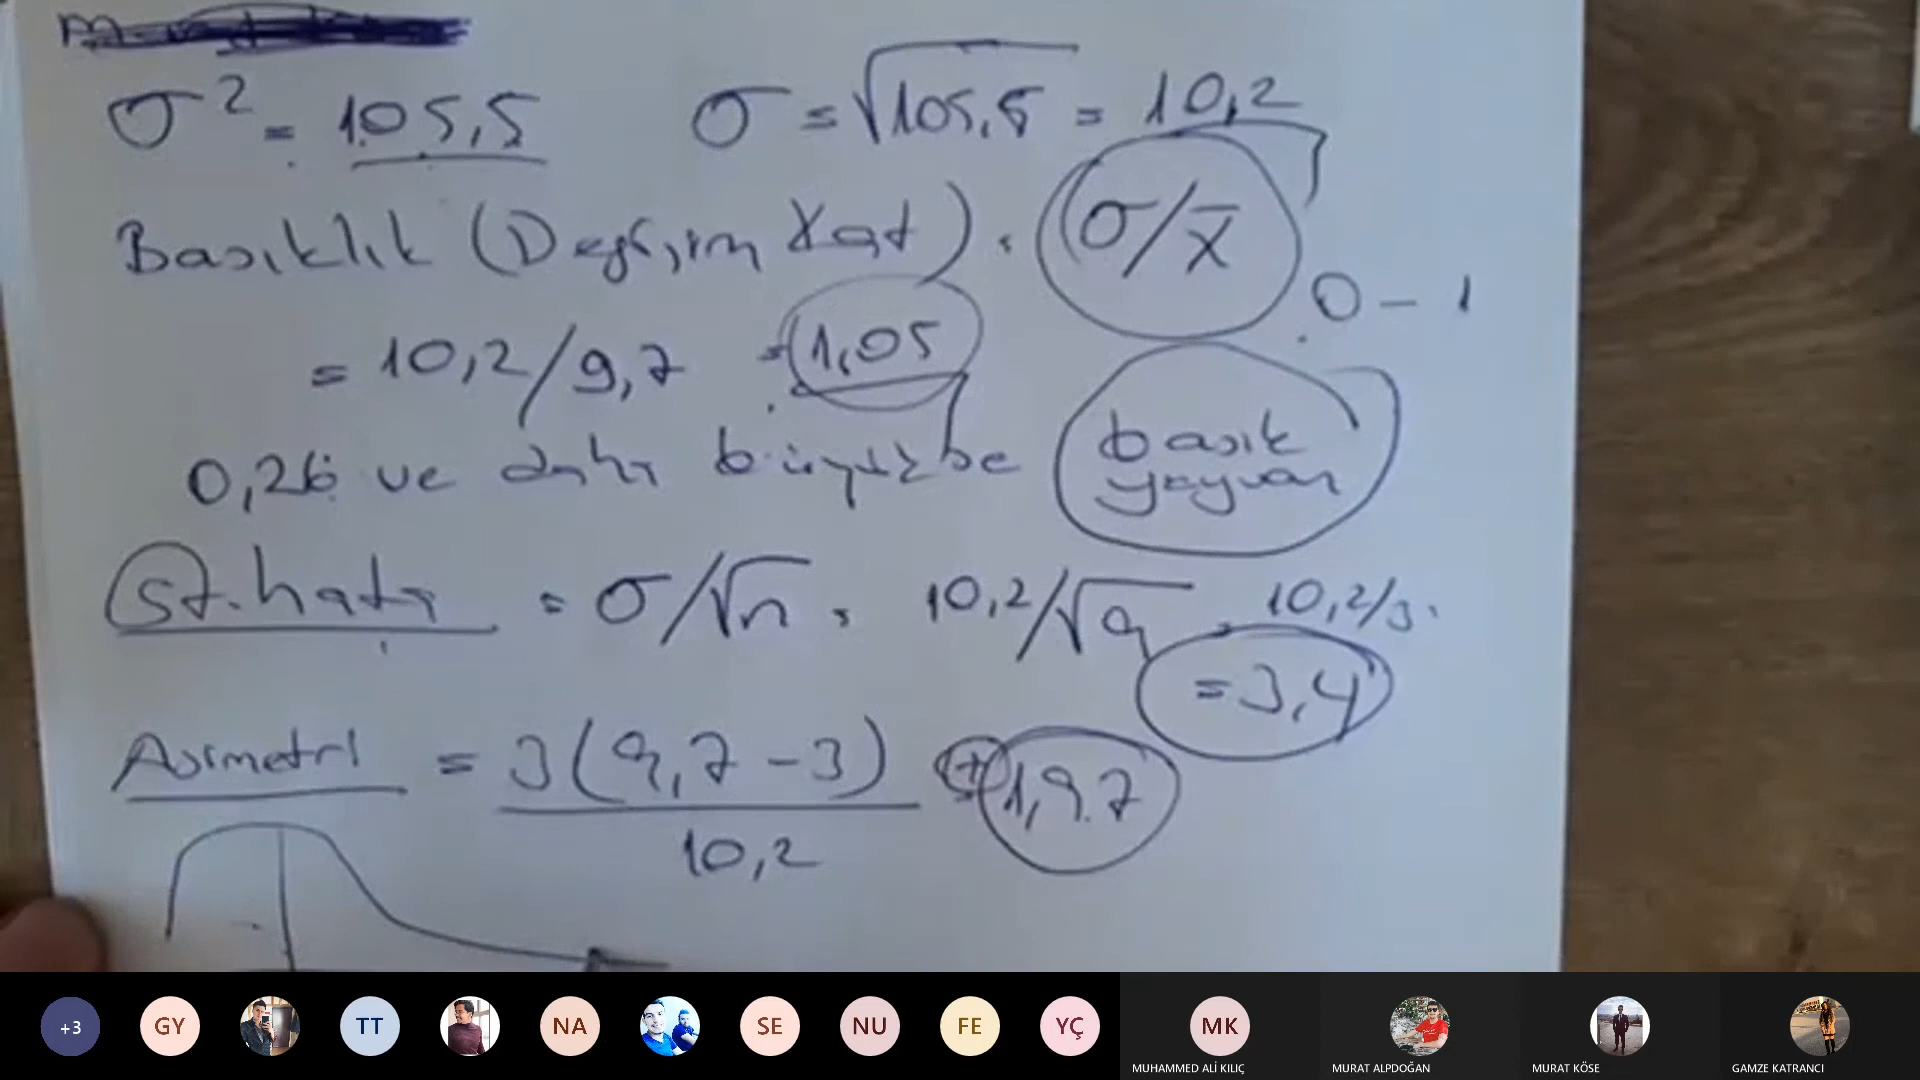 σ² = 105,5 σ = √105,5 = 10,2
Basıklık (Değişim Kat) = σ/x̄
0 - 1
= 10,2/9,7 = 1,05
0,26 ve daha büyükse basık
yayvan
St. hata = σ/√n = 10,2/√9 = 10,2/3
= 3,4
Asimetri = 3(9,7-3) (+) 1,97
10,2
+3 GY TT NA SE NU FE YÇ MK
MUHAMMED ALİ KILIÇ MURAT ALPDOĞAN MURAT KÖSE GAMZE KATRANCI